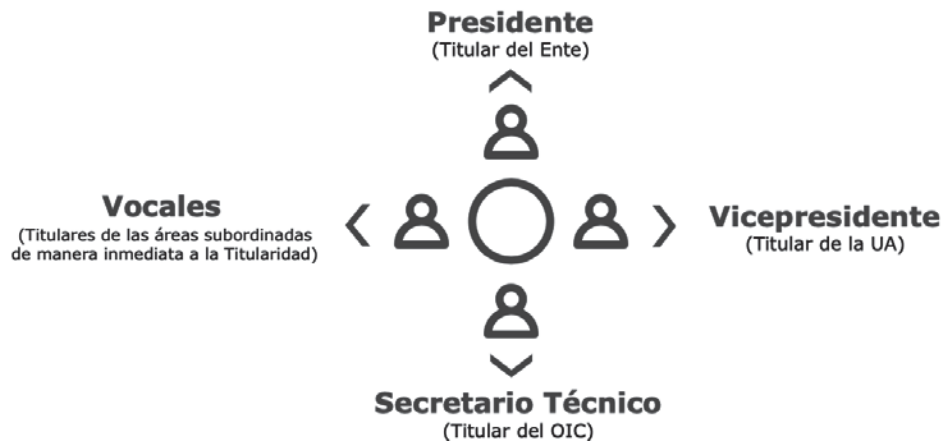 Presidente
(Titular del Ente)
Vocales
(Titulares de las áreas subordinadas
de manera inmediata a la Titularidad)
Vicepresidente
(Titular de la UA)
Secretario Técnico
(Titular del OIC)